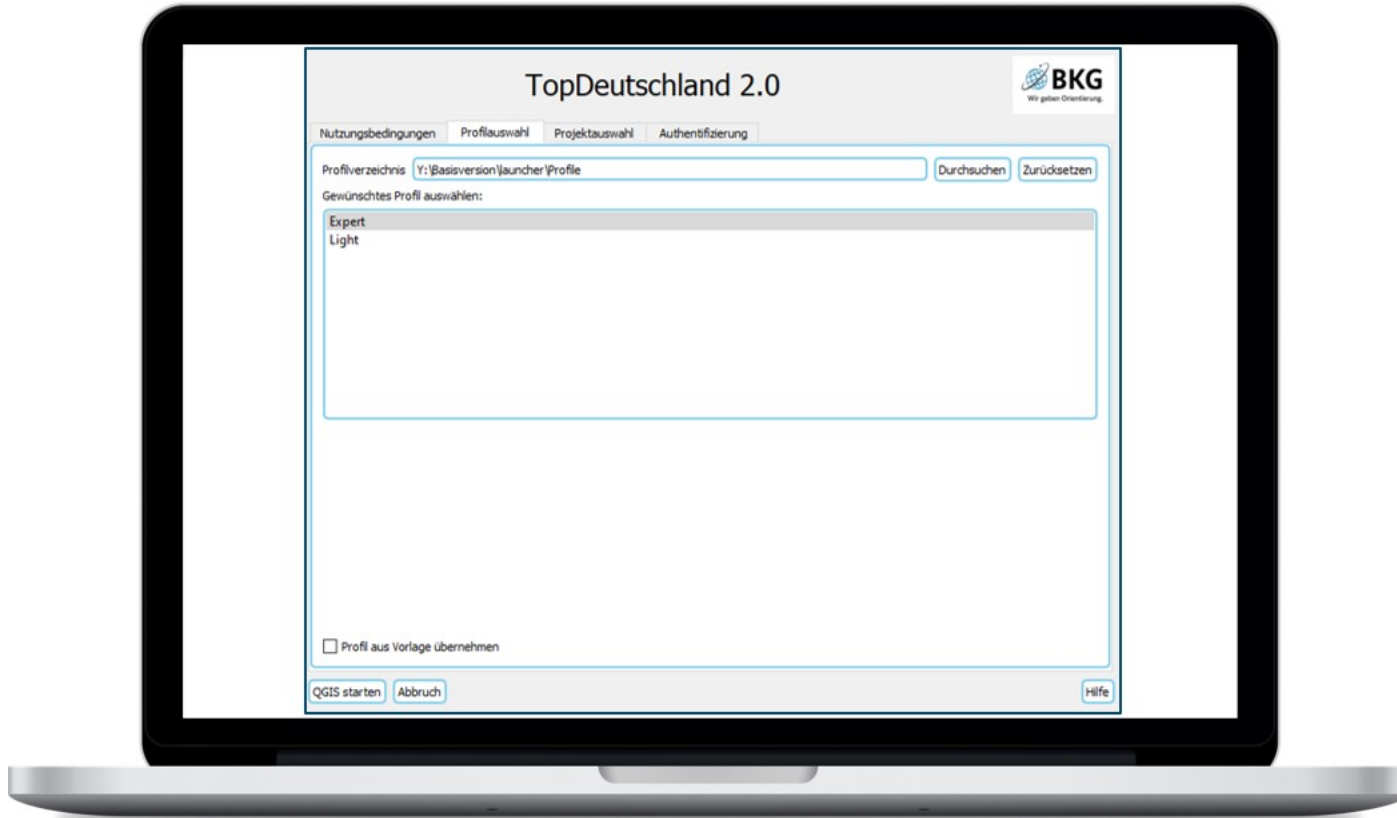 TopDeutschland 2.0
BKG
Wir geben Orientierung.
Nutzungsbedingungen Profilauswahl Projektauswahl Authentifizierung
Profilverzeichnis Y:\Basisversion\launcher\Profile Durchsuchen Zurücksetzen
Gewünschtes Profil auswählen:
Expert
Light
Profil aus Vorlage übernehmen
QGIS starten Abbruch Hilfe